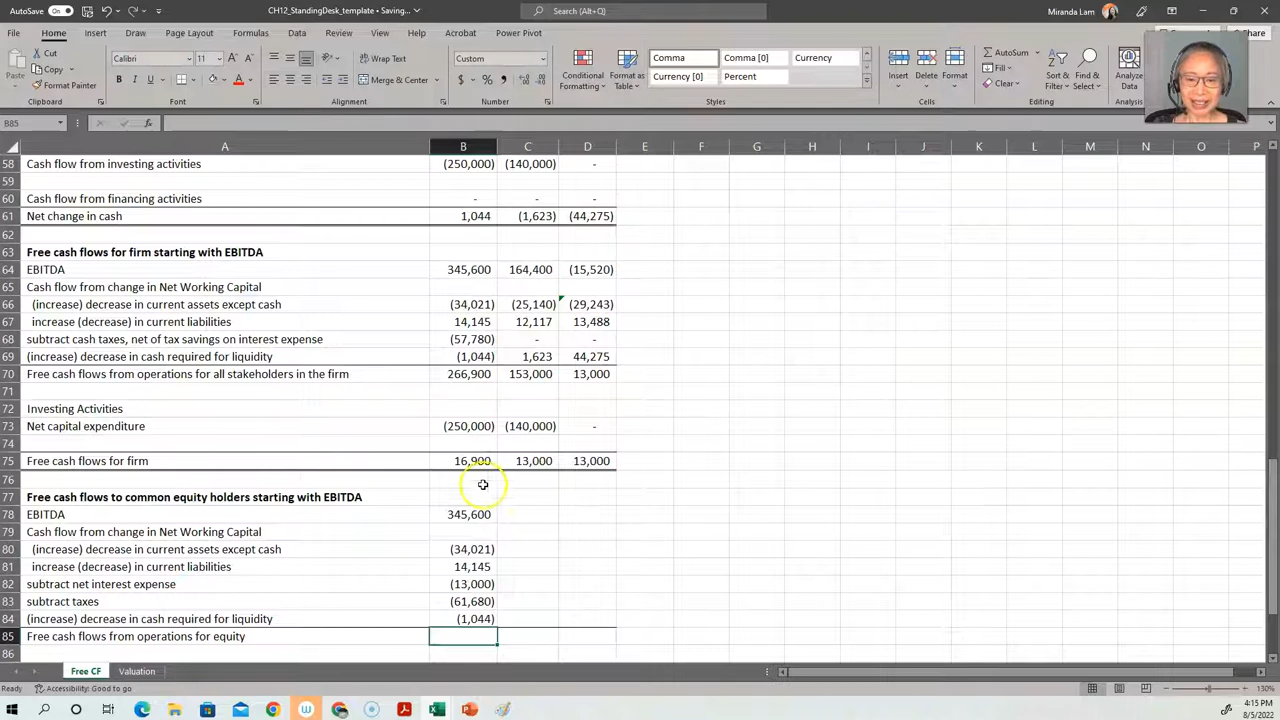 AutoSave On CH12_StandingDesk_template • Saving... Search (Alt+Q) Miranda Lam
File Home Insert Draw Page Layout Formulas Data Review View Help Acrobat Power Pivot Share
Paste Cut Calibri 11 Wrap Text Custom Conditional Formatting Format as Table Comma Comma [0] Currency Insert Delete Format AutoSum Sort & Filter Find & Select Analyze Data
Copy Fill
Format Painter B I U A Merge & Center $ % Currency [0] Percent Clear
Clipboard Font Alignment Number Styles Cells Editing Analysis
B85 fx
A B C D E F G H I J K L M N O P
58 Cash flow from investing activities (250,000) (140,000) -
59
60 Cash flow from financing activities - - -
61 Net change in cash 1,044 (1,623) (44,275)
62
63 Free cash flows for firm starting with EBITDA
64 EBITDA 345,600 164,400 (15,520)
65 Cash flow from change in Net Working Capital
66 (increase) decrease in current assets except cash (34,021) (25,140) (29,243)
67 increase (decrease) in current liabilities 14,145 12,117 13,488
68 subtract cash taxes, net of tax savings on interest expense (57,780) - -
69 (increase) decrease in cash required for liquidity (1,044) 1,623 44,275
70 Free cash flows from operations for all stakeholders in the firm 266,900 153,000 13,000
71
72 Investing Activities
73 Net capital expenditure (250,000) (140,000) -
74
75 Free cash flows for firm 16,900 13,000 13,000
76
77 Free cash flows to common equity holders starting with EBITDA
78 EBITDA 345,600
79 Cash flow from change in Net Working Capital
80 (increase) decrease in current assets except cash (34,021)
81 increase (decrease) in current liabilities 14,145
82 subtract net interest expense (13,000)
83 subtract taxes (61,680)
84 (increase) decrease in cash required for liquidity (1,044)
85 Free cash flows from operations for equity
86
Free CF Valuation
Ready Accessibility: Good to go 130%
4:15 PM
8/5/2022